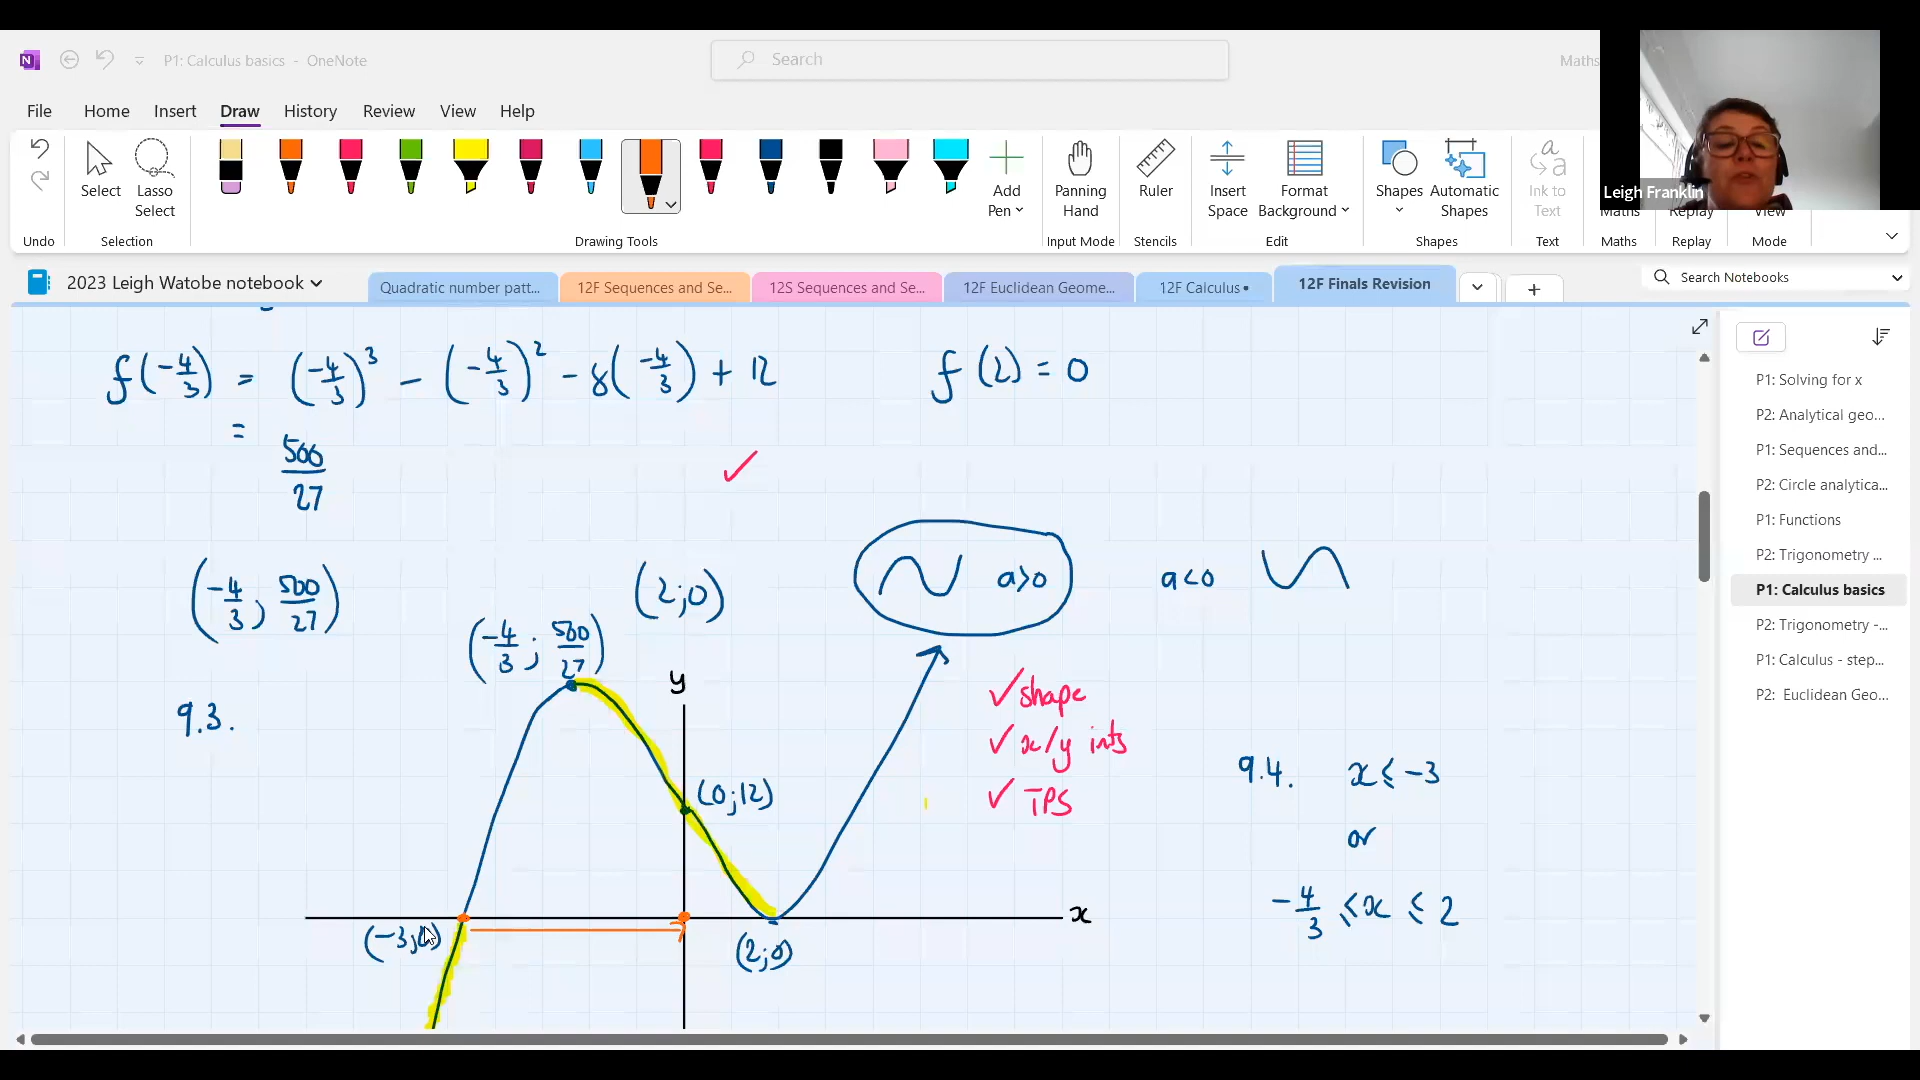 P1: Calculus basics - OneNote
Search
Maths
File Home Insert Draw History Review View Help
Undo
Select
Lasso Select
Selection
Drawing Tools
Add Pen
Panning Hand
Input Mode
Ruler
Stencils
Insert Space
Format Background
Edit
Shapes
Automatic Shapes
Shapes
Ink to Text
Text
Maths
Maths
Replay
Replay
View
Mode
Leigh Franklin
2023 Leigh Watobe notebook
Quadratic number patt...
12F Sequences and Se...
12S Sequences and Se...
12F Euclidean Geome...
12F Calculus •
12F Finals Revision
Search Notebooks
P1: Solving for x
P2: Analytical geo...
P1: Sequences and...
P2: Circle analytica...
P1: Functions
P2: Trigonometry ...
P1: Calculus basics
P2: Trigonometry -...
P1: Calculus - step...
P2: Euclidean Geo...
f(-4/3) = (-4/3)^3 - (-4/3)^2 - 8(-4/3) + 12
f(2) = 0
= 500/27
✓
(-4/3, 500/27)
(2;0)
a>0
a<0
(-4/3; 500/27)
9.3.
y
(0;12)
✓ shape
✓ x/y ints
✓ TPS
9.4. x ≤ -3
or
-4/3 ≤ x ≤ 2
x
(-3;0)
(2;0)